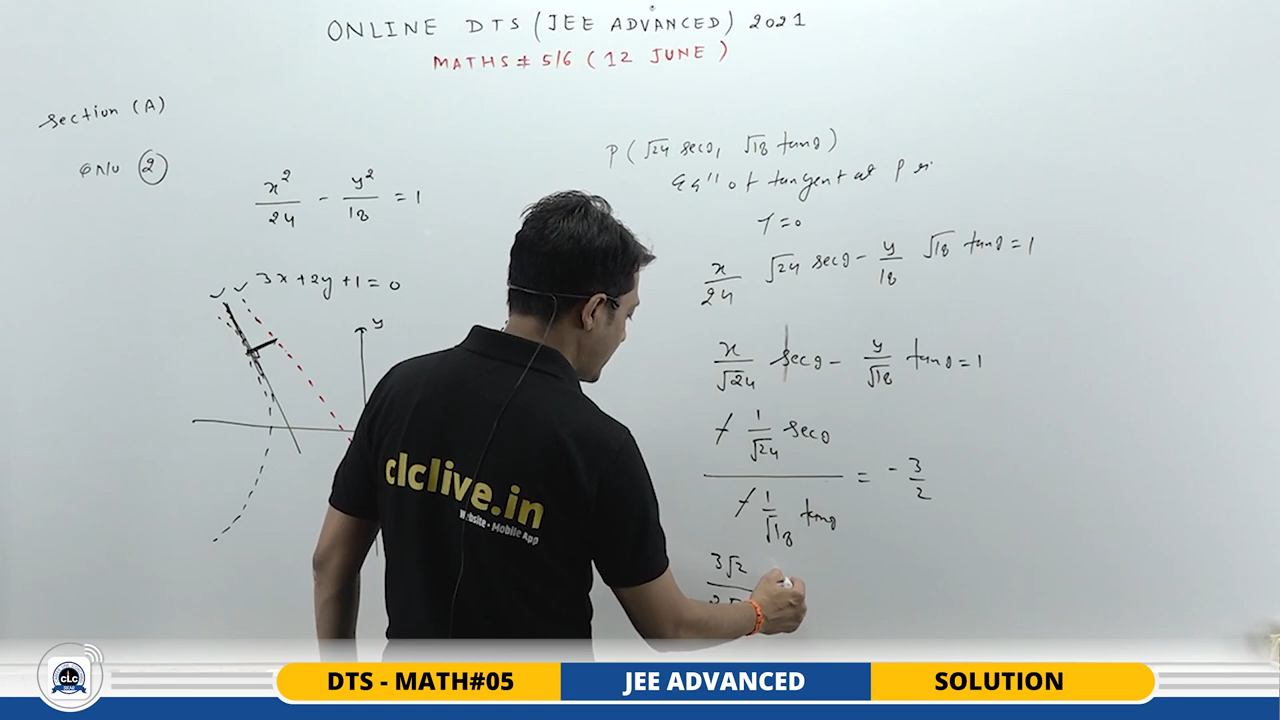 ONLINE DTS (JEE ADVANCED) 2021
MATHS # 5/6 ( 12 JUNE )
Section (A)
QNO 2
x²/24 - y²/18 = 1
3x+2y+1=0
y
P ( √24 secθ, √18 tanθ )
Eqⁿ of tangent at P is
T=0
x/24 √24 secθ - y/18 √18 tanθ = 1
x/√24 secθ - y/√18 tanθ = 1
- 1/√24 secθ / - 1/√18 tanθ = - 3/2
3√2
clclive.in
Website - Mobile App
CLC
SIKAR
DTS - MATH#05
JEE ADVANCED
SOLUTION